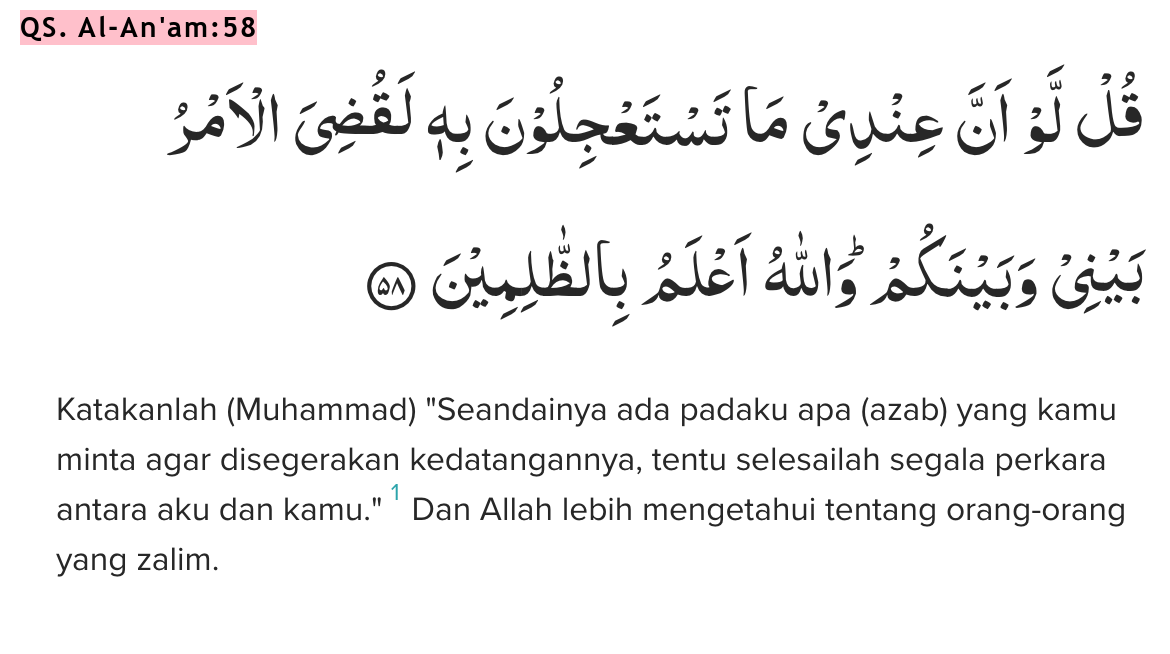 QS. Al-An'am:58
قُلْ لَّوْ اَنَّ عِنْدِيْ مَا تَسْتَعْجِلُوْنَ بِهٖ لَقُضِيَ الْاَمْرُ
بَيْنِيْ وَبَيْنَكُمْ ۗوَاللّٰهُ اَعْلَمُ بِالظّٰلِمِيْنَ ۝٥٨
Katakanlah (Muhammad) "Seandainya ada padaku apa (azab) yang kamu
minta agar disegerakan kedatangannya, tentu selesailah segala perkara
antara aku dan kamu." ¹ Dan Allah lebih mengetahui tentang orang-orang
yang zalim.